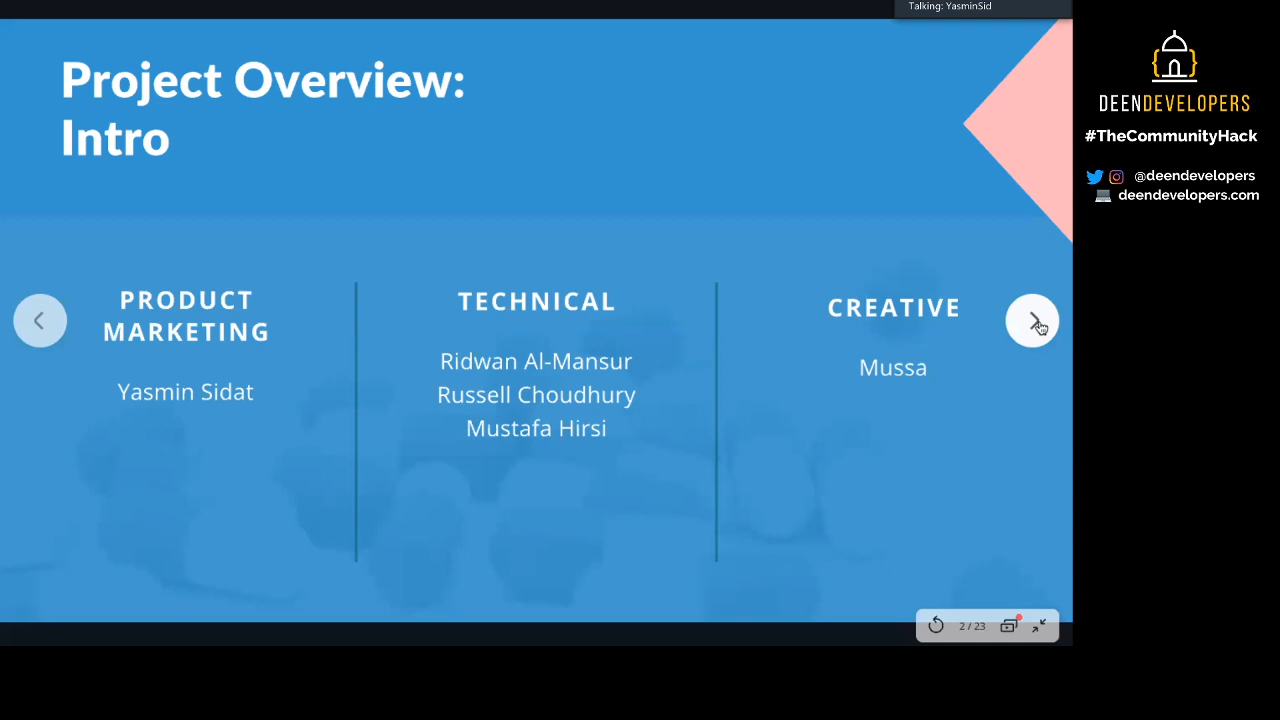 Talking: YasminSid
Project Overview:
Intro
PRODUCT
MARKETING
Yasmin Sidat
TECHNICAL
Ridwan Al-Mansur
Russell Choudhury
Mustafa Hirsi
CREATIVE
Mussa
2 / 23
DEENDEVELOPERS
#TheCommunityHack
@deendevelopers
deendevelopers.com